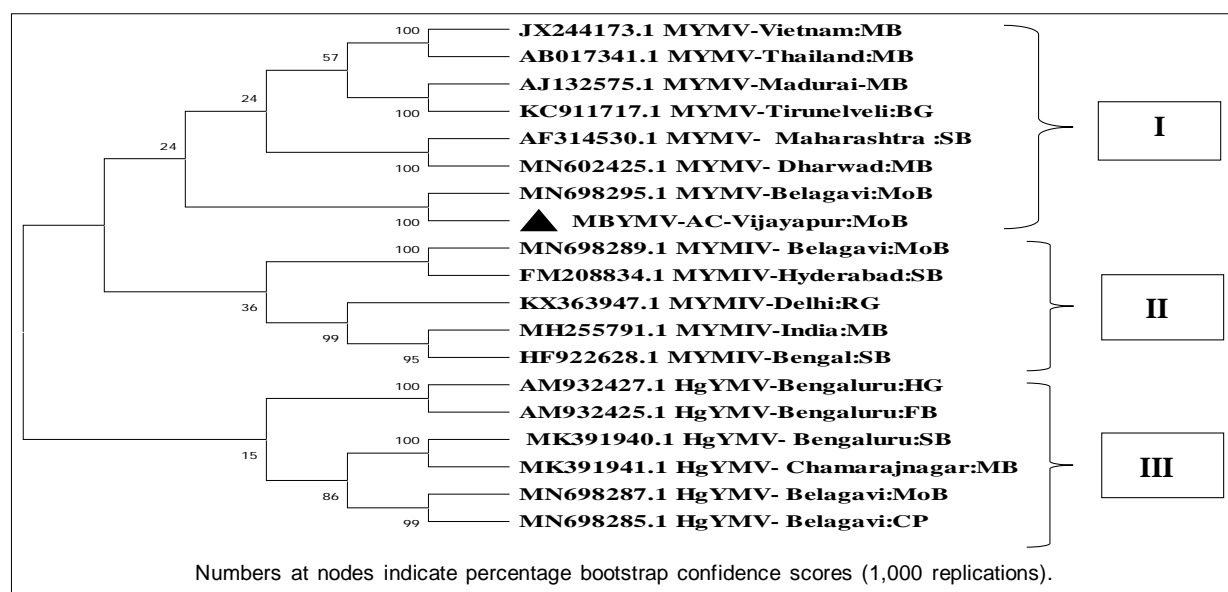 100
JX244173.1 MYMV-Vietnam:MB
AB017341.1 MYMV-Thailand:MB
57
AJ132575.1 MYMV-Madurai-MB
100
KC911717.1 MYMV-Tirunelveli:BG
24
AF314530.1 MYMV- Maharashtra :SB
100
MN602425.1 MYMV- Dharwad:MB
24
MN698295.1 MYMV-Belagavi:MoB
100
MBYMV-AC-Vijayapur:MoB
I
100
MN698289.1 MYMIV- Belagavi:MoB
FM208834.1 MYMIV-Hyderabad:SB
36
KX363947.1 MYMIV-Delhi:RG
99
MH255791.1 MYMIV-India:MB
95
HF922628.1 MYMIV-Bengal:SB
II
100
AM932427.1 HgYMV-Bengaluru:HG
AM932425.1 HgYMV-Bengaluru:FB
15
100
MK391940.1 HgYMV- Bengaluru:SB
MK391941.1 HgYMV- Chamarajnagar:MB
86
MN698287.1 HgYMV- Belagavi:MoB
99
MN698285.1 HgYMV- Belagavi:CP
III
Numbers at nodes indicate percentage bootstrap confidence scores (1,000 replications).